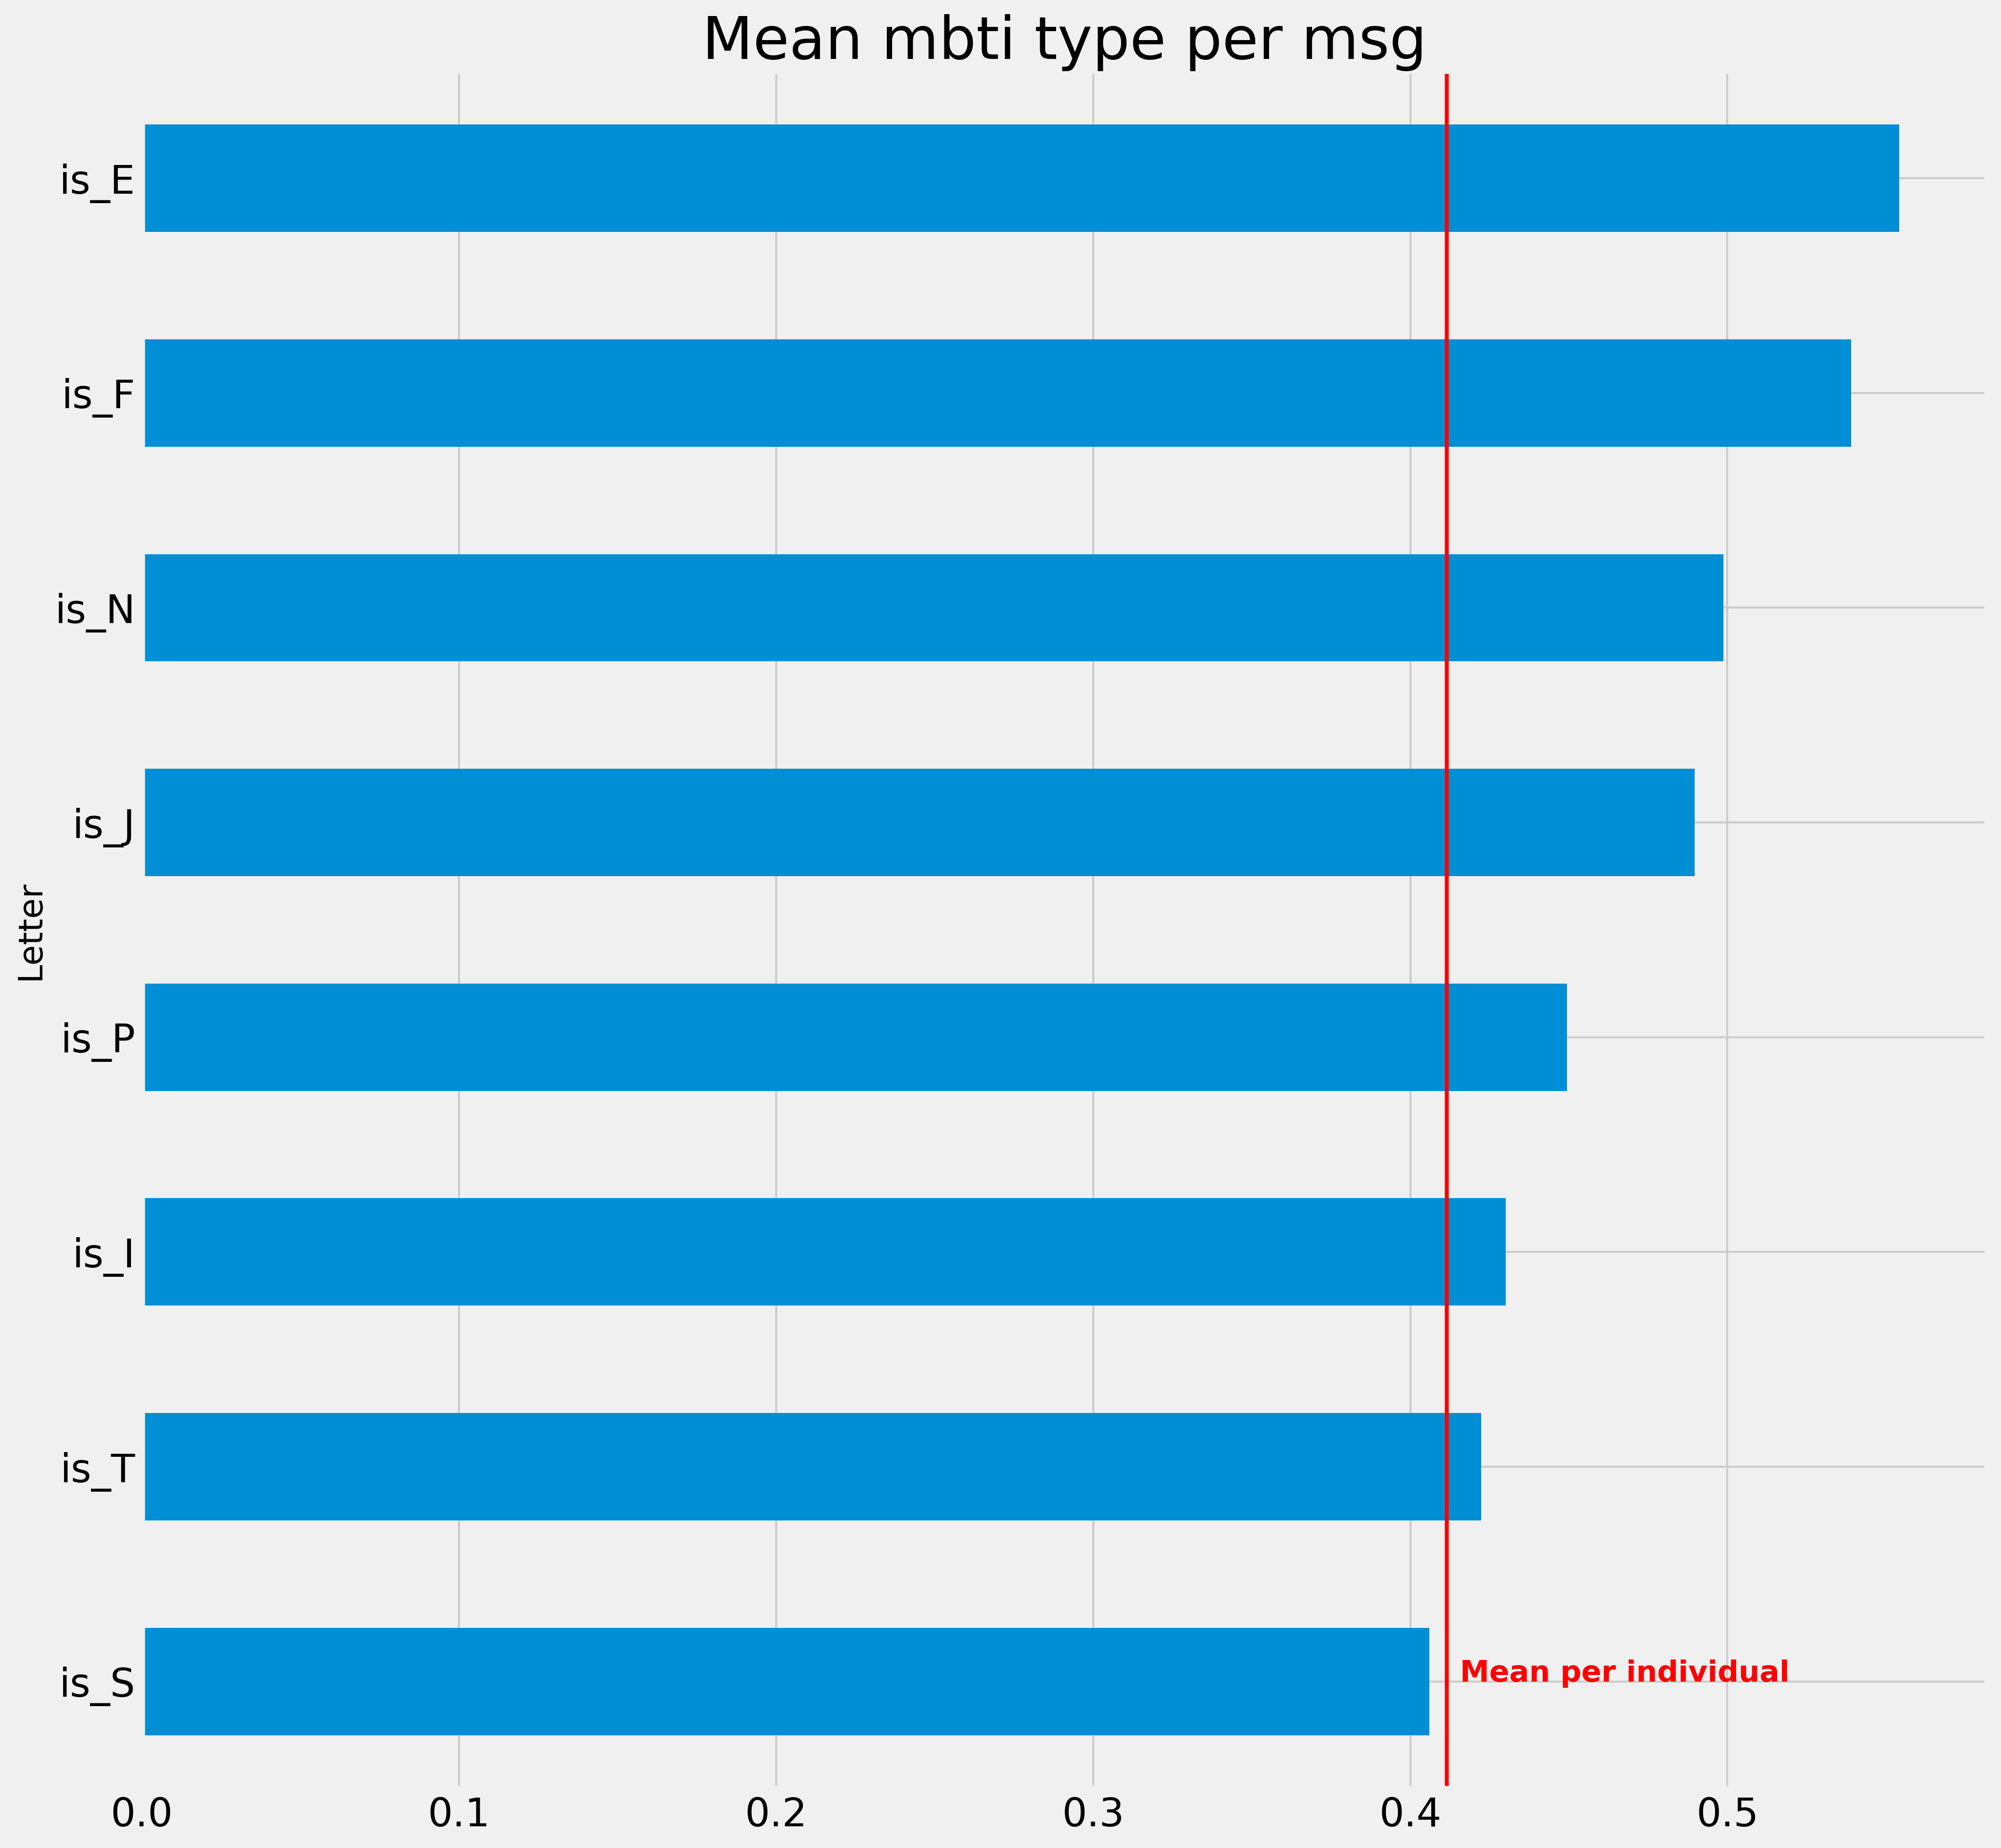 Mean mbti type per msg
is_E
is_F
is_N
is_J
is_P
is_I
is_T
is_S
Letter
Mean per individual
0.0 0.1 0.2 0.3 0.4 0.5